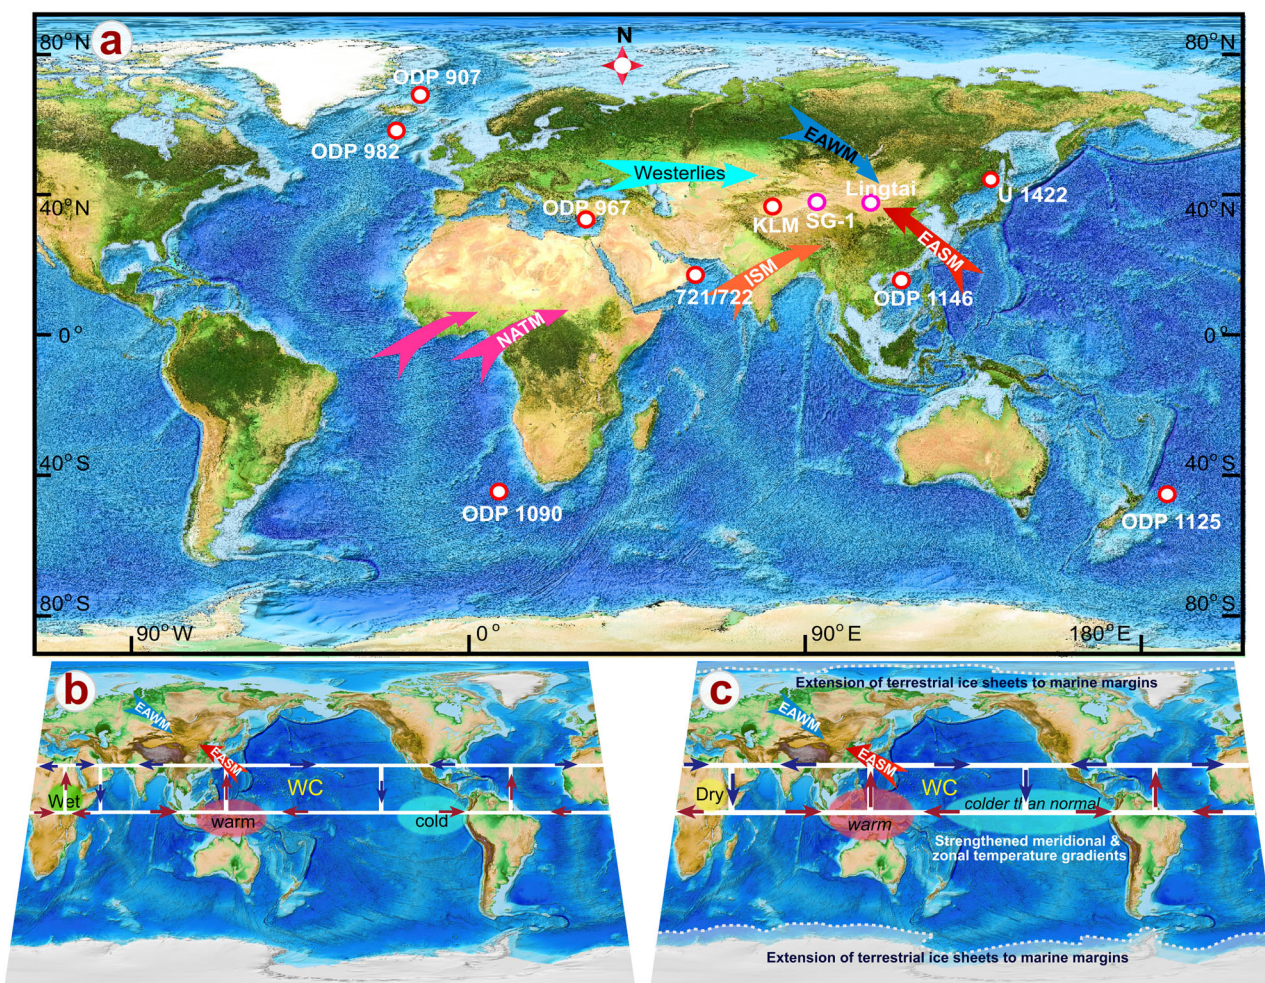 a
N
80°N
80°N
ODP 907
ODP 982
EAWM
Westerlies
Lingtai
U 1422
40°N
40°N
ODP 967
KLM
SG-1
EASM
ISM
721/722
ODP 1146
NATM
0°
0°
40°S
40°S
ODP 1090
ODP 1125
80°S
80°S
90°W
0°
90°E
180°E
b
EAWM
EASM
WC
Wet
warm
cold
c
Extension of terrestrial ice sheets to marine margins
EAWM
EASM
WC
Dry
colder than normal
warm
Strengthened meridional &
zonal temperature gradients
Extension of terrestrial ice sheets to marine margins